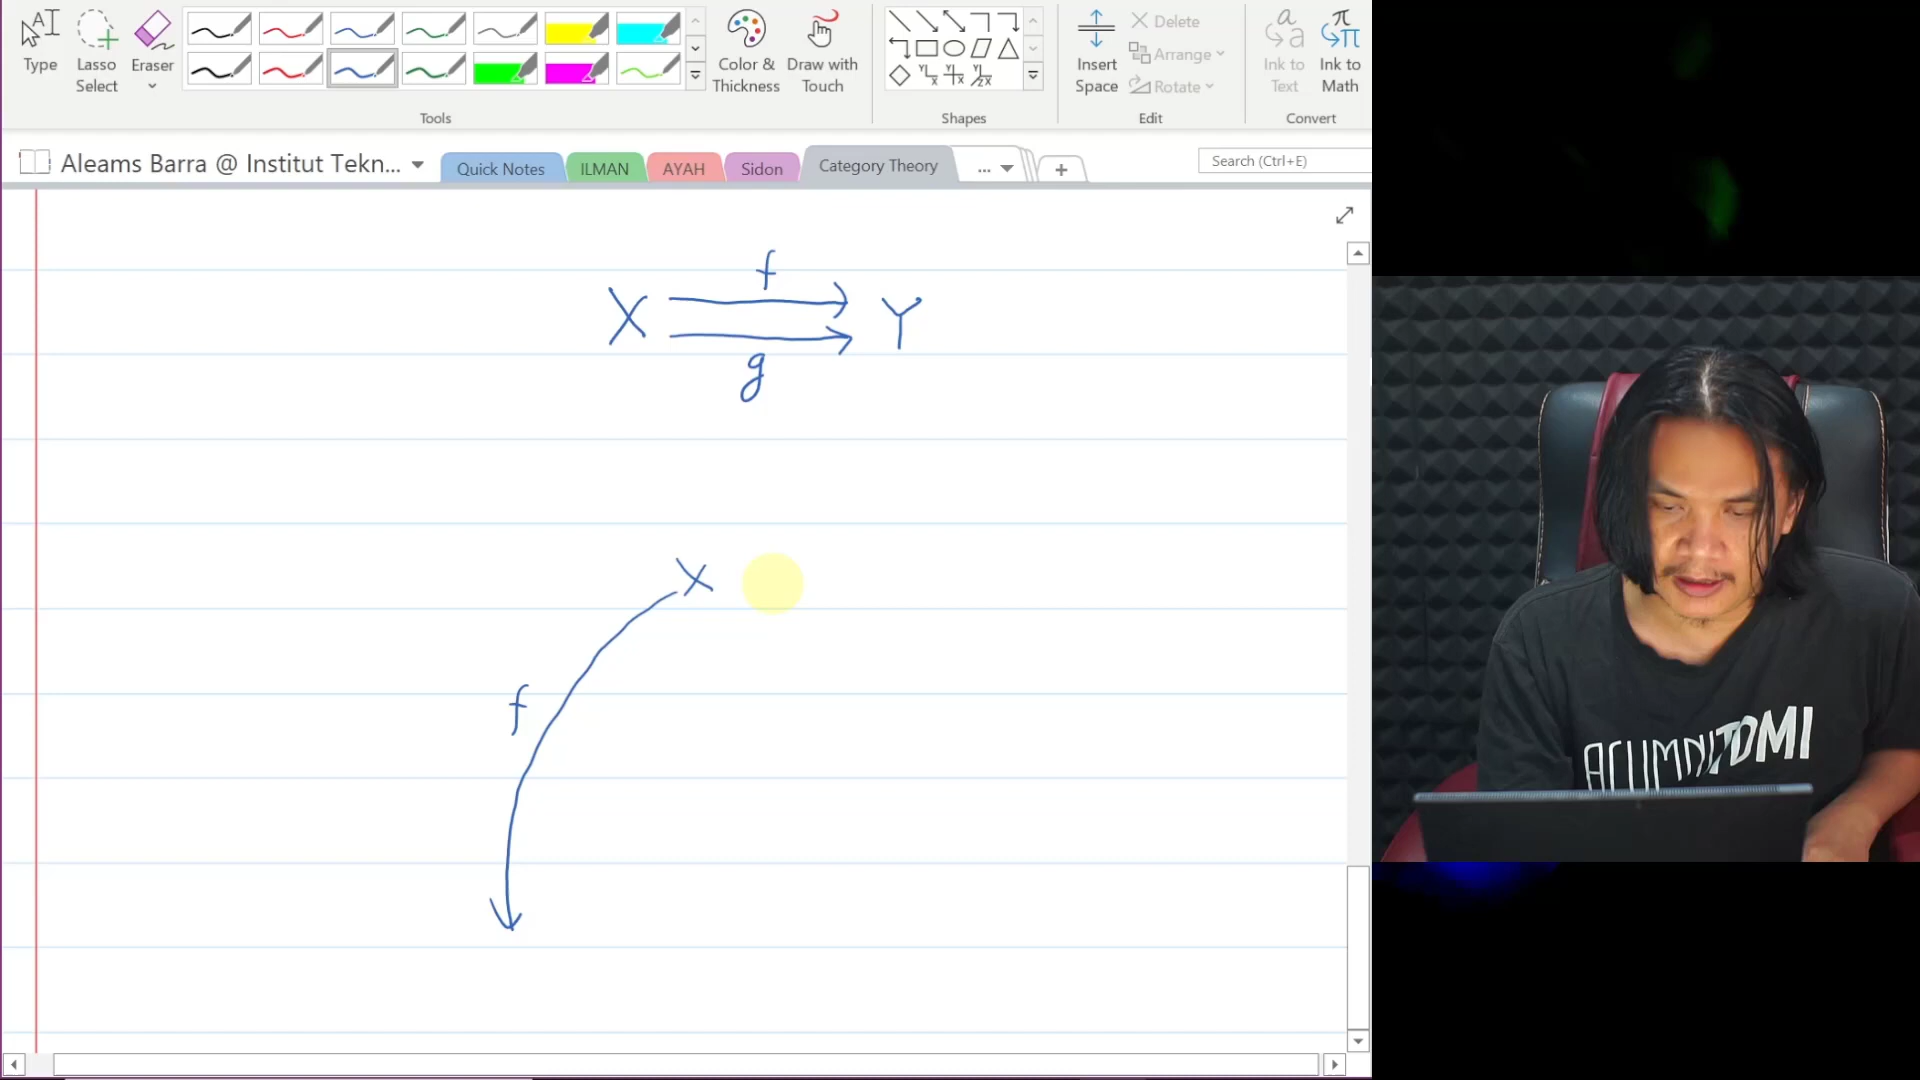 Type
Lasso Select
Eraser
Color & Thickness
Draw with Touch
Insert Space
Delete
Arrange
Rotate
Ink to Text
Ink to Math
Tools
Shapes
Edit
Convert
Aleams Barra @ Institut Tekn...
Quick Notes
ILMAN
AYAH
Sidon
Category Theory
...
Search (Ctrl+E)
f
X Y
g
X
f
ACUMNITOMI